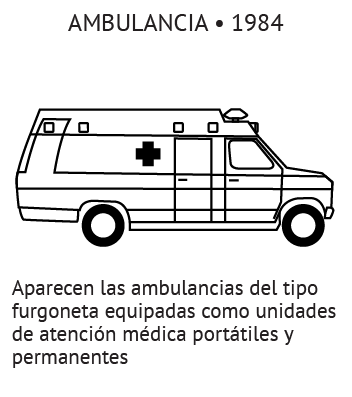 AMBULANCIA • 1984
Aparecen las ambulancias del tipo
furgoneta equipadas como unidades
de atención médica portátiles y
permanentes